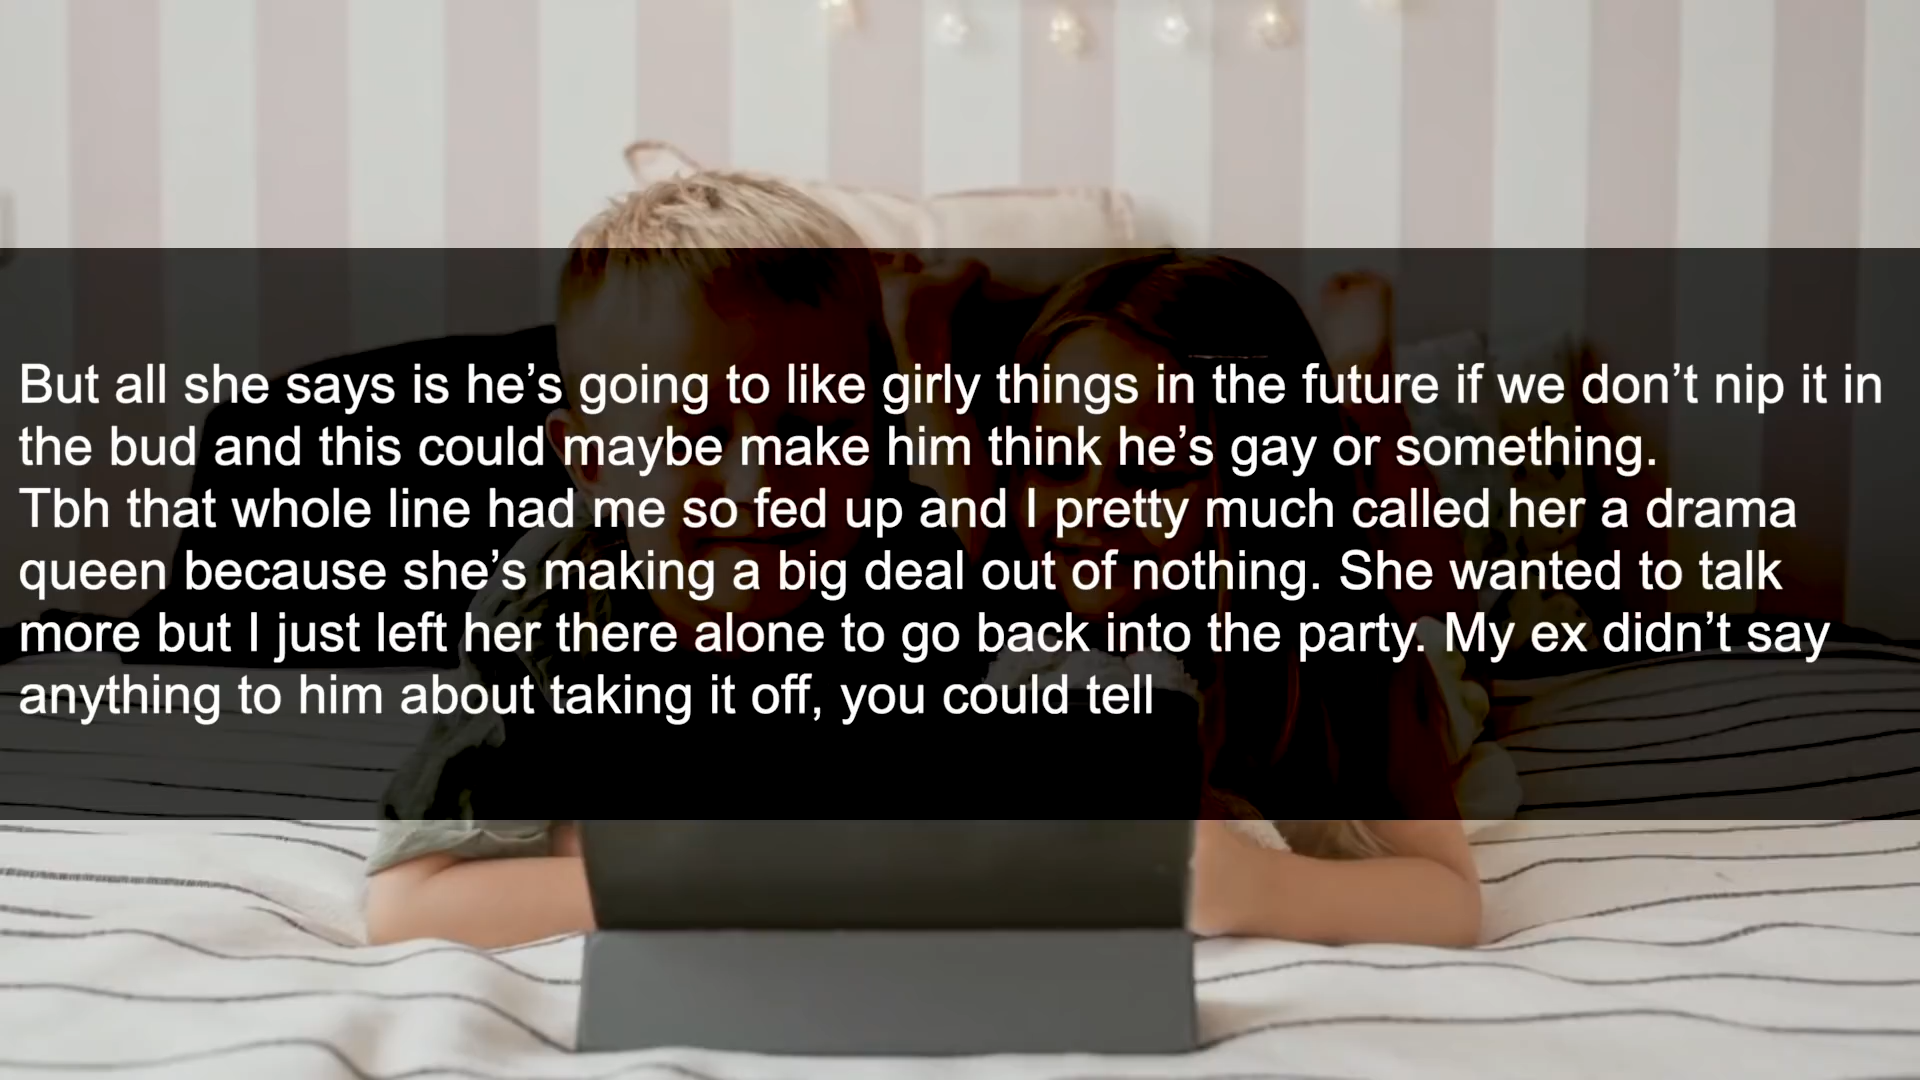 But all she says is he’s going to like girly things in the future if we don’t nip it in
the bud and this could maybe make him think he’s gay or something.
Tbh that whole line had me so fed up and I pretty much called her a drama
queen because she’s making a big deal out of nothing. She wanted to talk
more but I just left her there alone to go back into the party. My ex didn’t say
anything to him about taking it off, you could tell